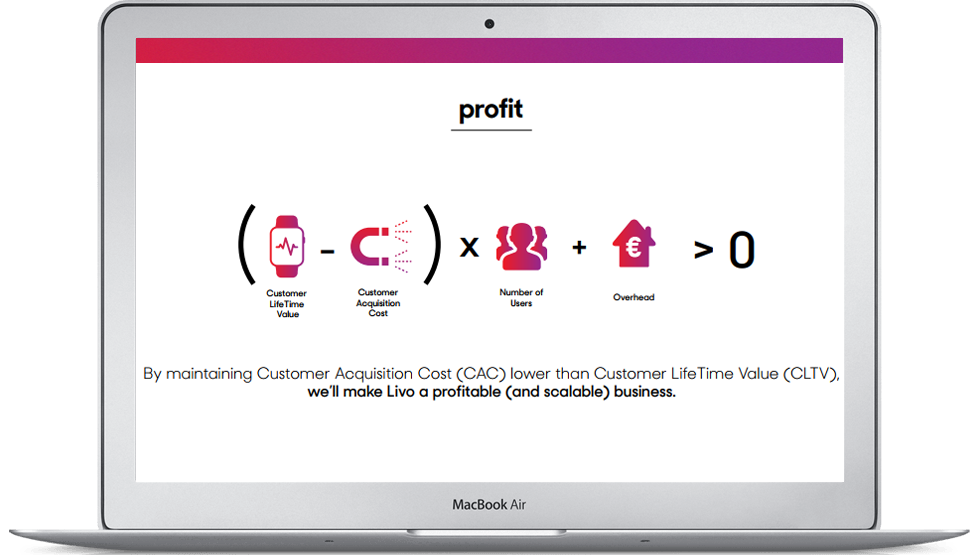 profit
( - ) x + > 0
€
Customer
LifeTime
Value
Customer
Acquisition
Cost
Number of
Users
Overhead
By maintaining Customer Acquisition Cost (CAC) lower than Customer LifeTime Value (CLTV),
we'll make Livo a profitable (and scalable) business.
MacBook Air